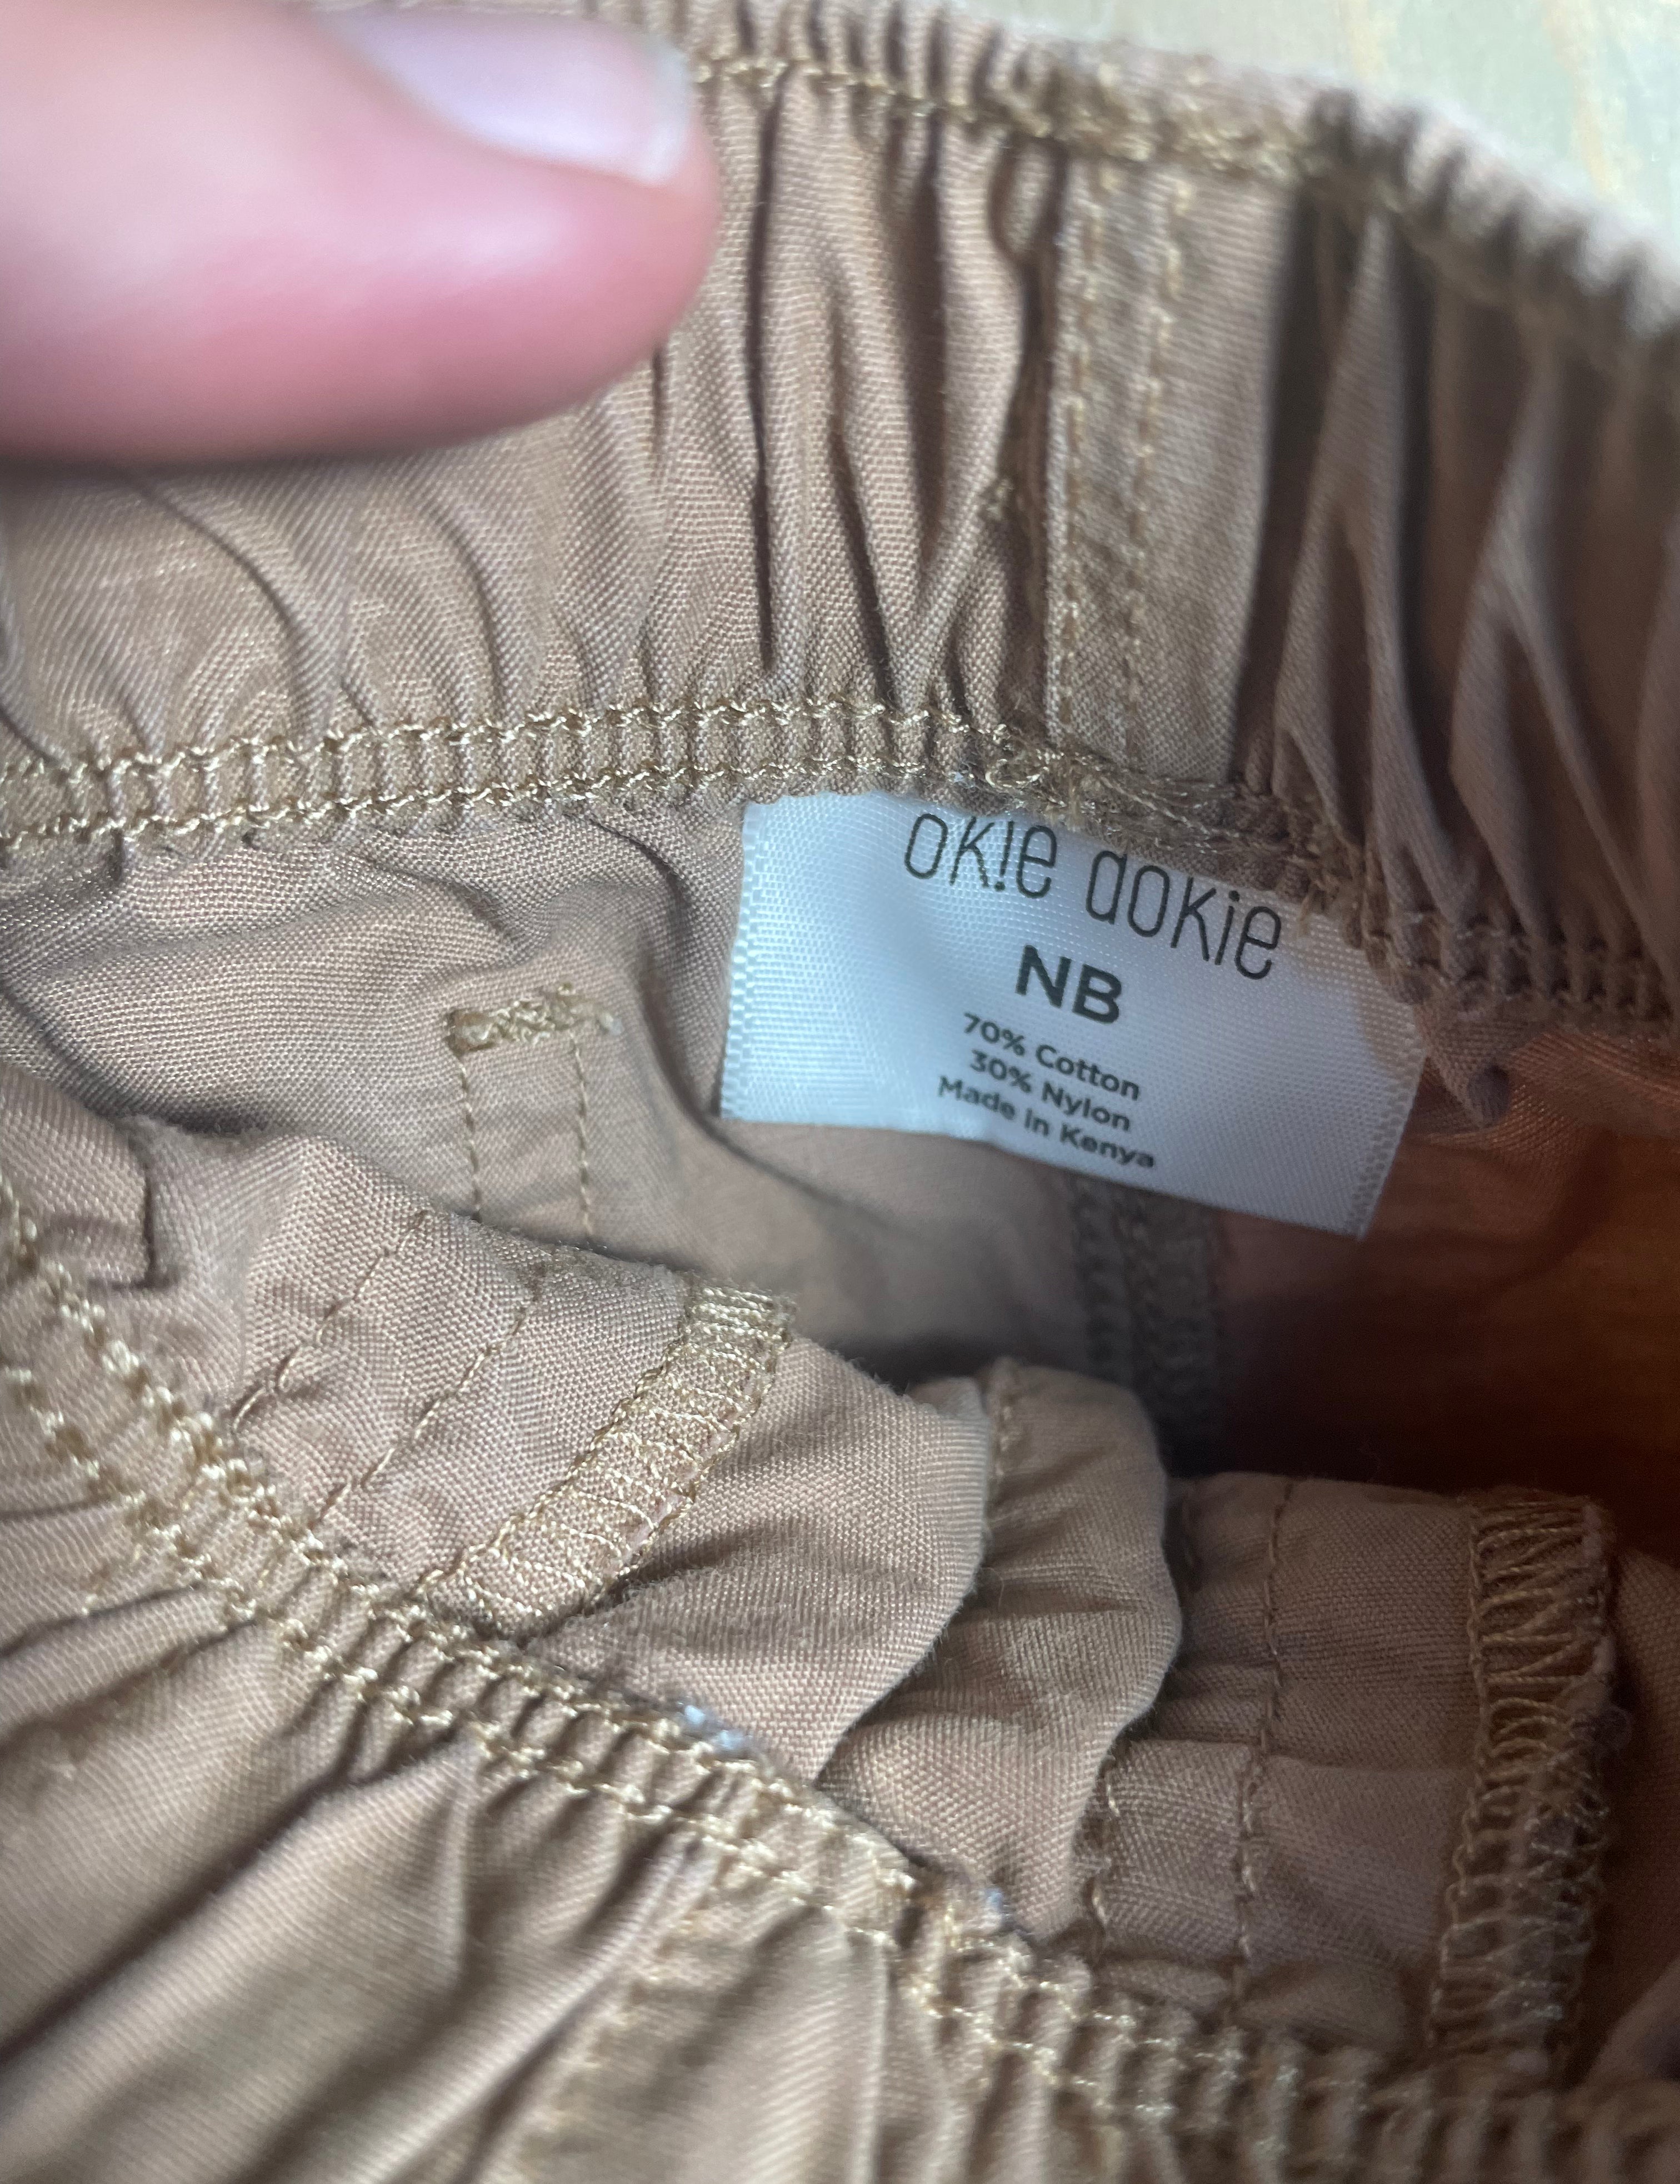 ok!e dokie
NB
70% Cotton
30% Nylon
Made in Kenya